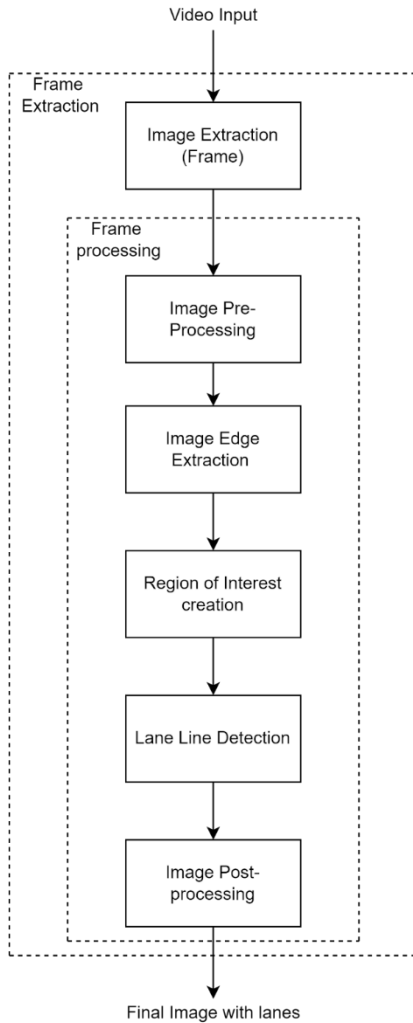 Video Input
Frame
Extraction
Image Extraction
(Frame)
Frame
processing
Image Pre-
Processing
Image Edge
Extraction
Region of Interest
creation
Lane Line Detection
Image Post-
processing
Final Image with lanes